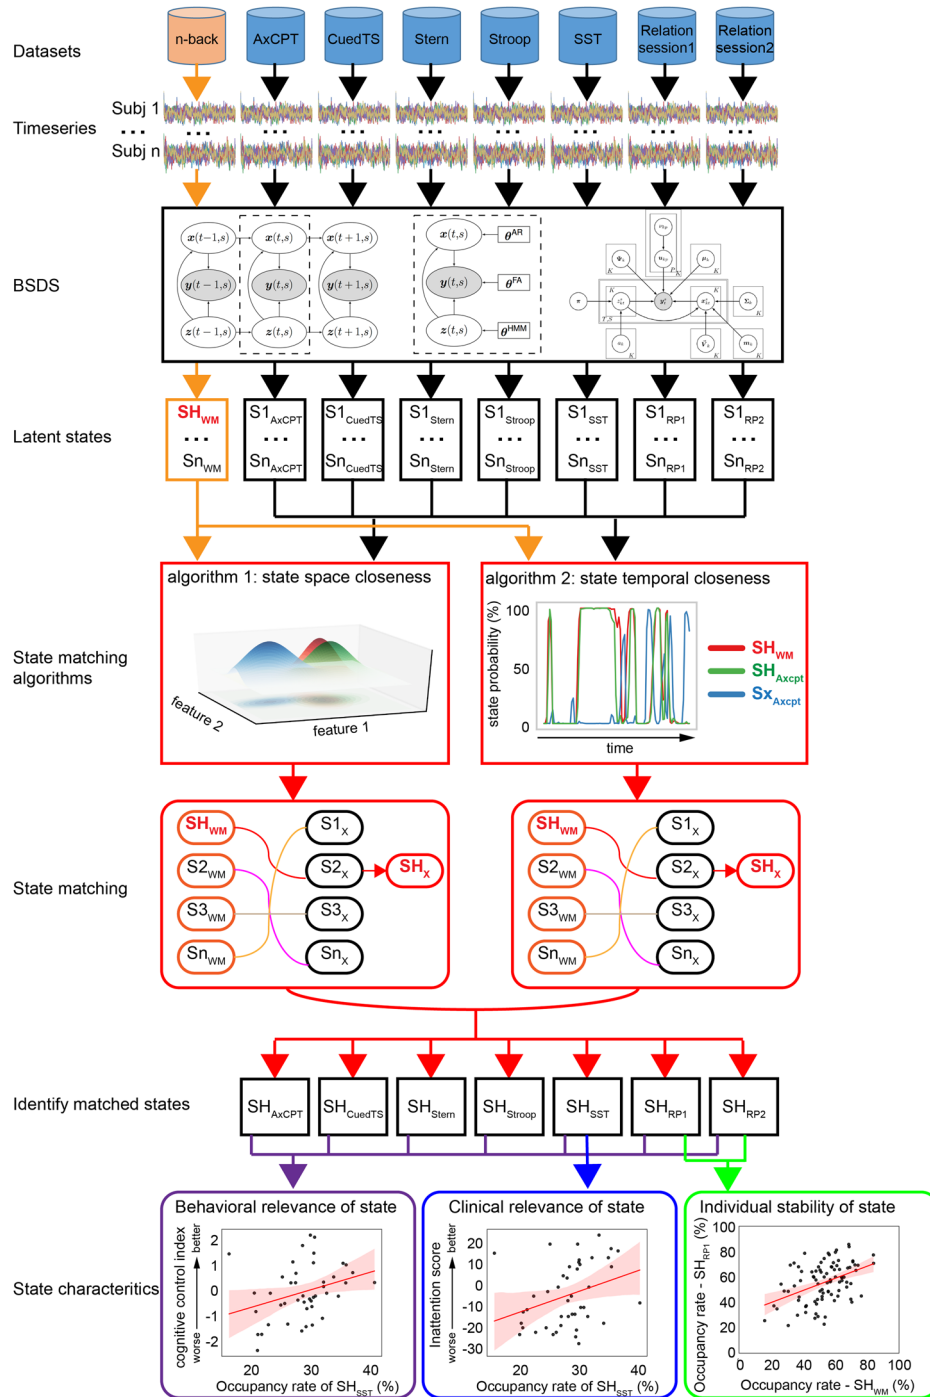 Datasets
n-back
AxCPT
CuedTS
Stern
Stroop
SST
Relation
session1
Relation
session2
Timeseries
Subj 1
...
Subj n
BSDS
x(t−1,s)
x(t,s)
x(t+1,s)
y(t−1,s)
y(t,s)
y(t+1,s)
z(t−1,s)
z(t,s)
z(t+1,s)
x(t,s)
θAR
y(t,s)
θFA
z(t,s)
θHMM
π
Latent states
SHWM
...
SnWM
S1AxCPT
...
SnAxCPT
S1CuedTS
...
SnCuedTS
S1Stern
...
SnStern
S1Stroop
...
SnStroop
S1SST
...
SnSST
S1RP1
...
SnRP1
S1RP2
...
SnRP2
State matching
algorithms
algorithm 1: state space closeness
feature 2
feature 1
algorithm 2: state temporal closeness
state probability (%)
100
50
0
time
SHWM
SHAxcpt
SxAxcpt
State matching
SHWM
S1X
S2WM
S2X
SHX
S3WM
S3X
SnWM
SnX
SHWM
S1X
S2WM
S2X
SHX
S3WM
S3X
SnWM
SnX
Identify matched states
SHAxCPT
SHCuedTS
SHStern
SHStroop
SHSST
SHRP1
SHRP2
State characteritics
Behavioral relevance of state
cognitive control index
worse
better
2
1
0
-1
-2
20
30
40
Occupancy rate of SHSST (%)
Clinical relevance of state
Inattention score
worse
better
20
10
0
-10
-20
-30
20
30
40
Occupancy rate of SHSST (%)
Individual stability of state
Occupancy rate - SHRP1 (%)
100
80
60
40
20
0
0
20
40
60
80
100
Occupancy rate - SHWM (%)